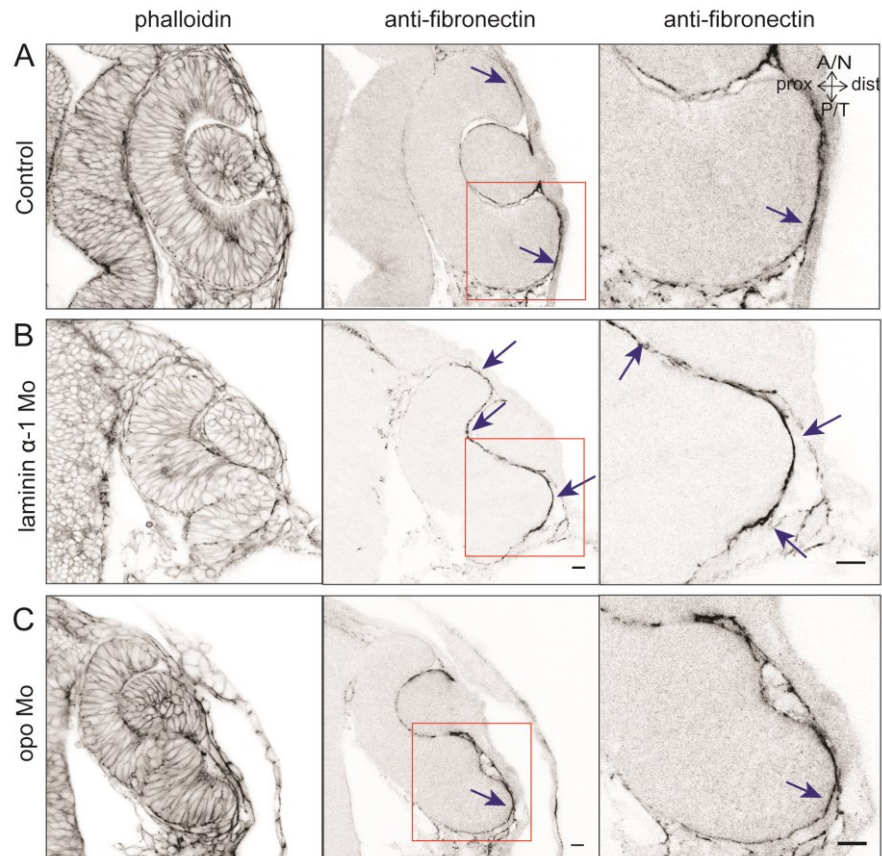 phalloidin
anti-fibronectin
anti-fibronectin
A
Control
A/N
prox
dist
P/T
B
laminin α-1 Mo
C
opo Mo